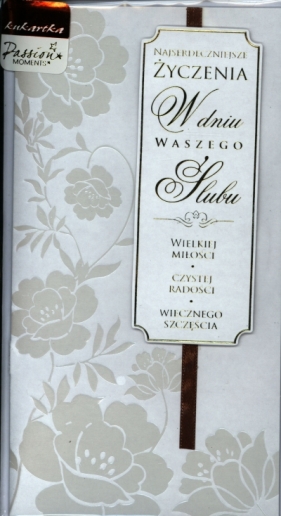 kukartka
Passion
MOMENTS
NAJSERDECZNIEJSZE
ŻYCZENIA
W dniu
WASZEGO
Ślubu
WIELKIEJ
MIŁOŚCI
•
CZYSTEJ
RADOŚCI
•
WIECZNEGO
SZCZĘŚCIA